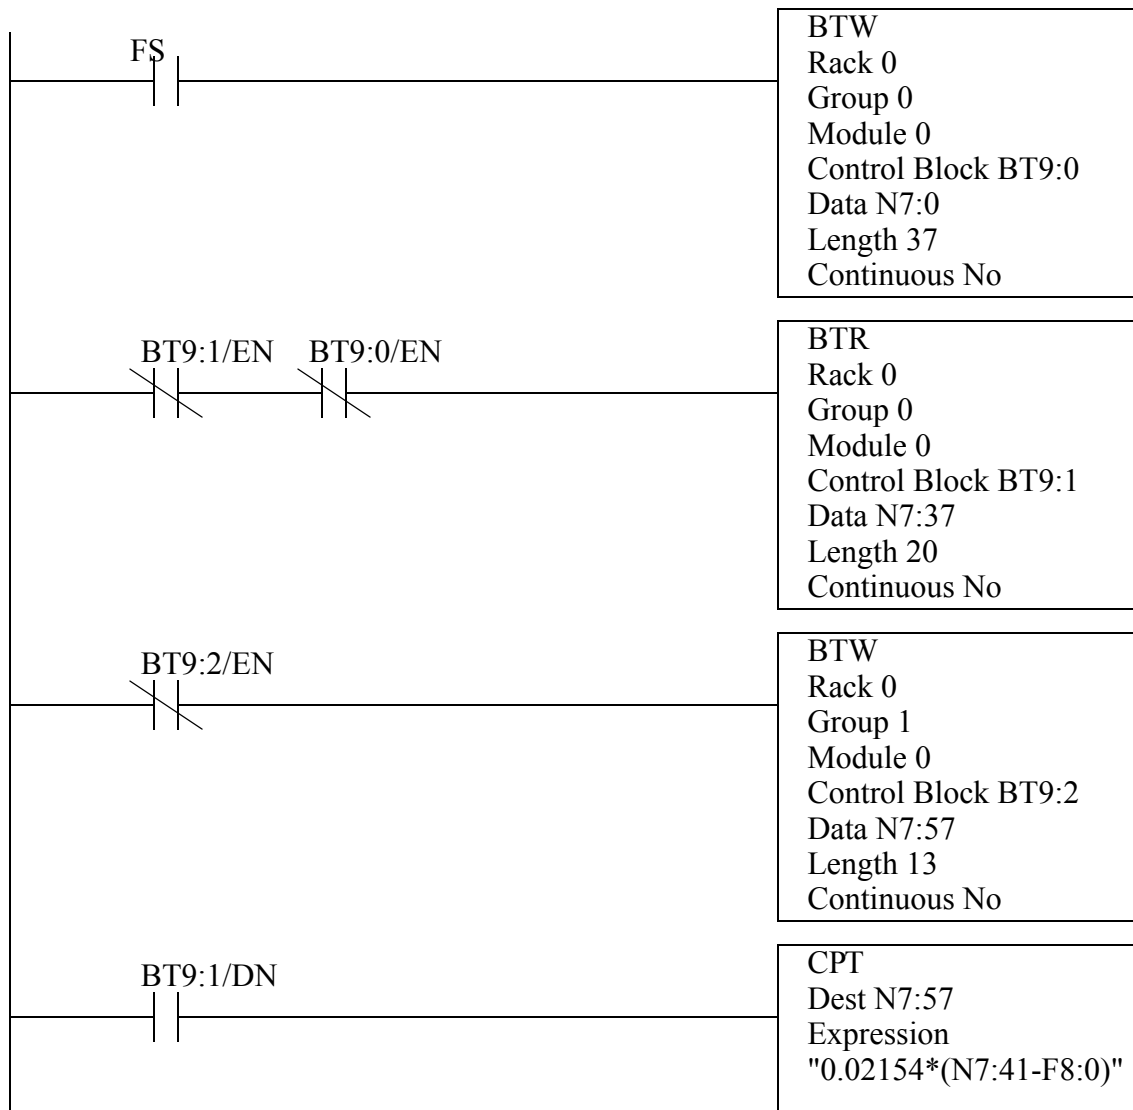 FS
BTW
Rack 0
Group 0
Module 0
Control Block BT9:0
Data N7:0
Length 37
Continuous No
BT9:1/EN
BT9:0/EN
BTR
Rack 0
Group 0
Module 0
Control Block BT9:1
Data N7:37
Length 20
Continuous No
BT9:2/EN
BTW
Rack 0
Group 1
Module 0
Control Block BT9:2
Data N7:57
Length 13
Continuous No
BT9:1/DN
CPT
Dest N7:57
Expression
"0.02154*(N7:41-F8:0)"